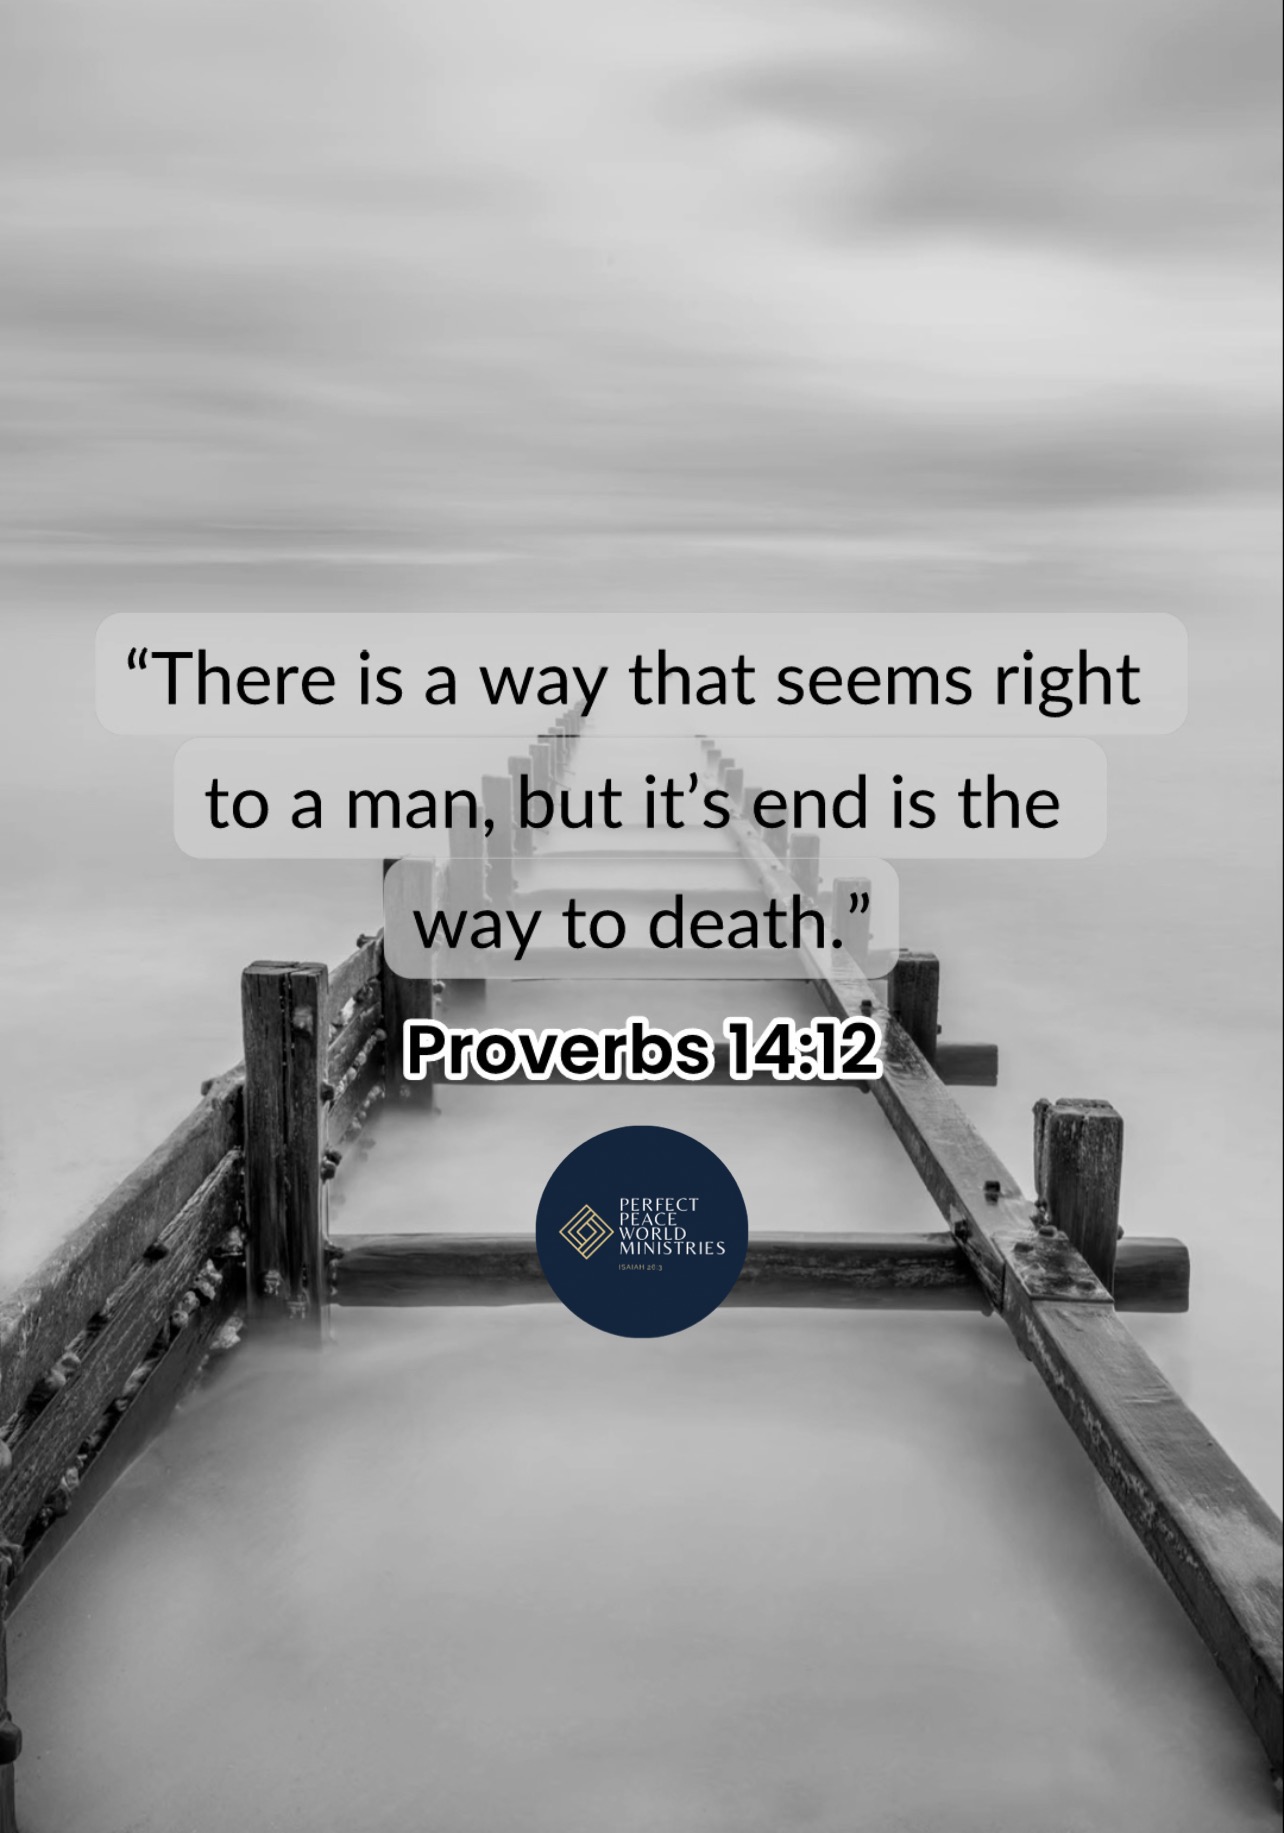 “There is a way that seems right
to a man, but it’s end is the
way to death.”
Proverbs 14:12
PERFECT
PEACE
WORLD
MINISTRIES
ISAIAH 26:3